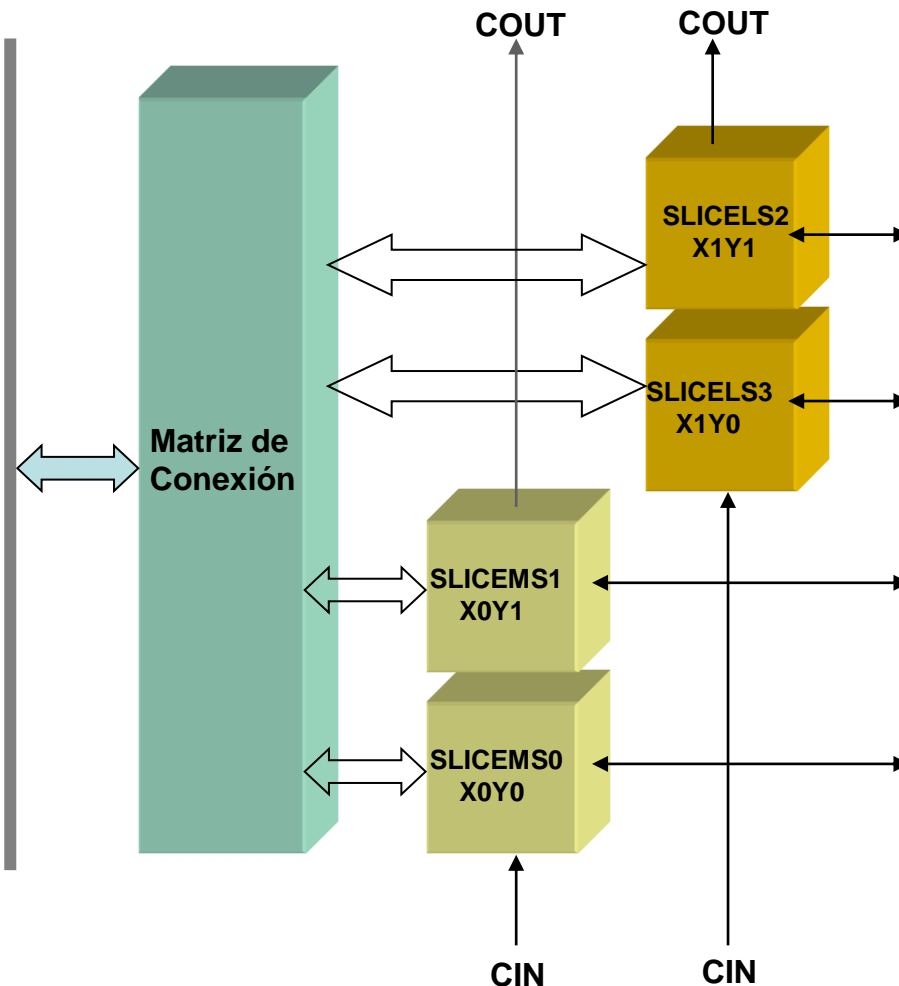 COUT
COUT
SLICELS2
X1Y1
SLICELS3
X1Y0
Matriz de
Conexión
SLICEMS1
X0Y1
SLICEMS0
X0Y0
CIN
CIN